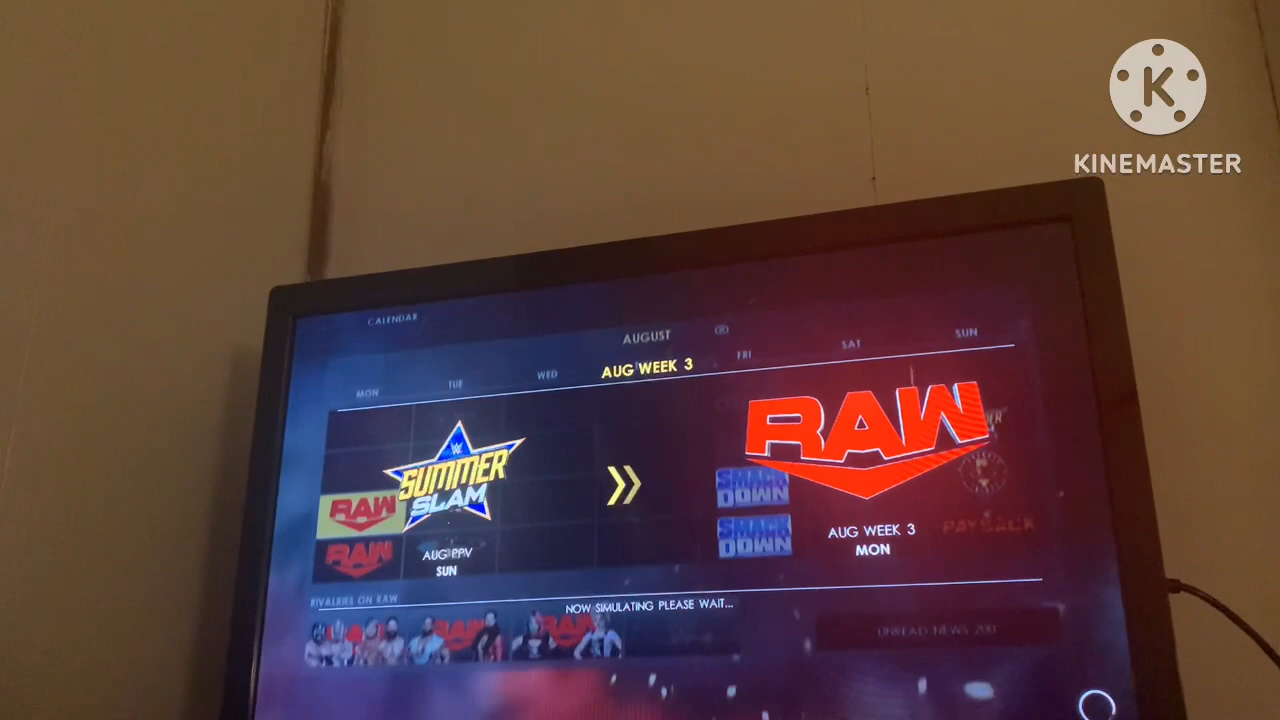 K
KINEMASTER
CALENDAR
AUGUST
AUG WEEK 3
MON
TUE
WED
FRI
SAT
SUN
W
SUMMER
SLAM
RAW
RAW
RAW
AUG PPV
SUN
SMACK
DOWN
SMACK
DOWN
AUG WEEK 3
MON
PAYBACK
RIVALRIES ON RAW
NOW SIMULATING PLEASE WAIT...
RAW
UNREAD NEWS 200